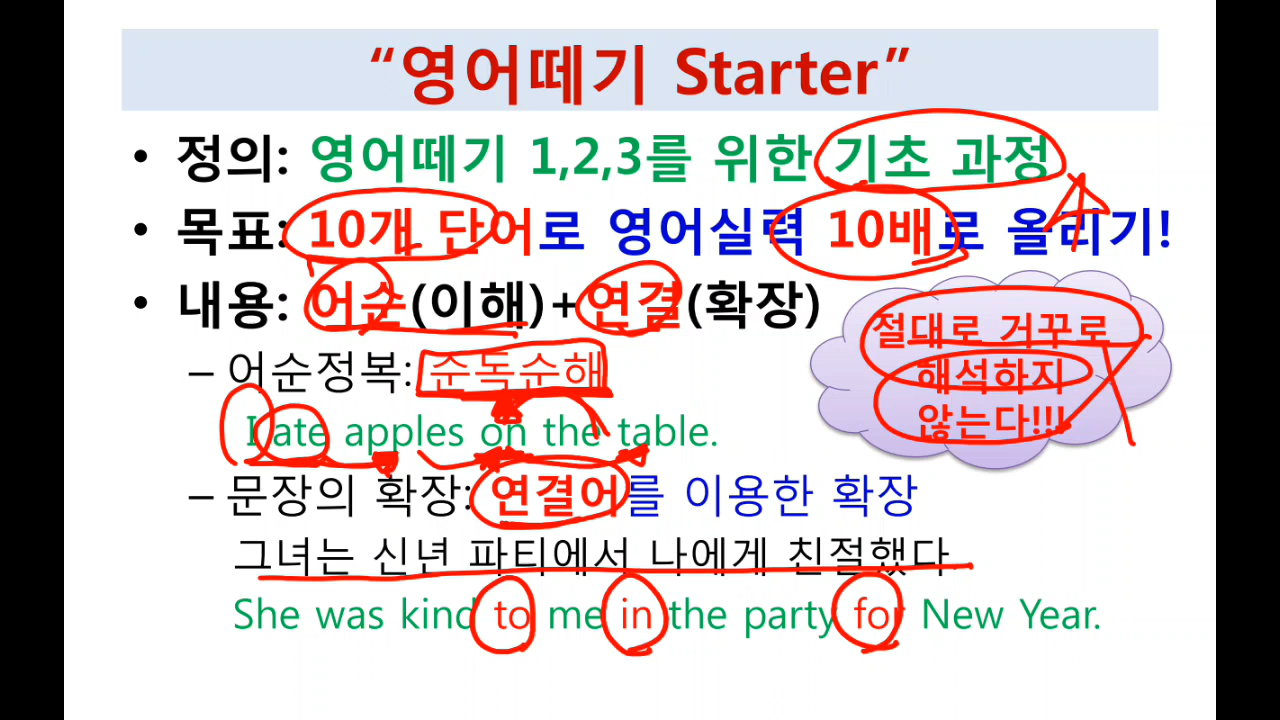 “영어떼기 Starter”
• 정의: 영어떼기 1,2,3를 위한 기초 과정
• 목표: 10개 단어로 영어실력 10배로 올리기!
• 내용: 어순(이해)+연결(확장)
절대로 거꾸로
해석하지
않는다!!!
– 어순정복: 순독순해
I ate apples on the table.
– 문장의 확장: 연결어를 이용한 확장
그녀는 신년 파티에서 나에게 친절했다.
She was kind to me in the party for New Year.